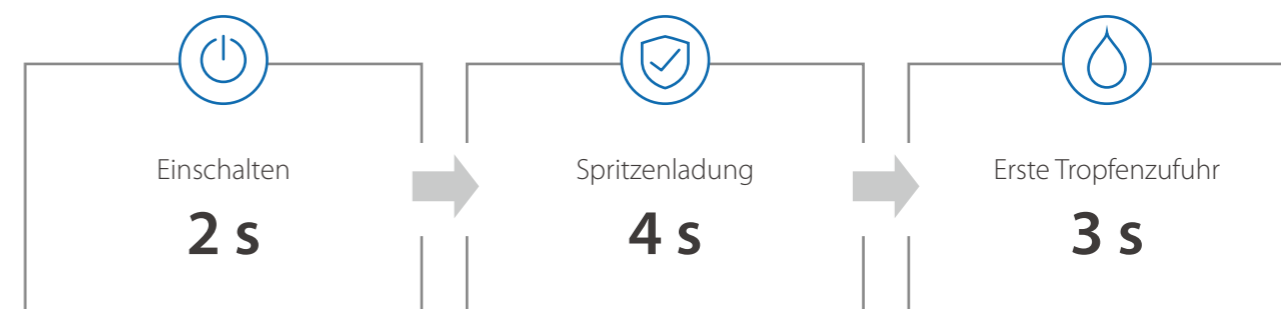 Einschalten
2 s
Spritzenladung
4 s
Erste Tropfenzufuhr
3 s